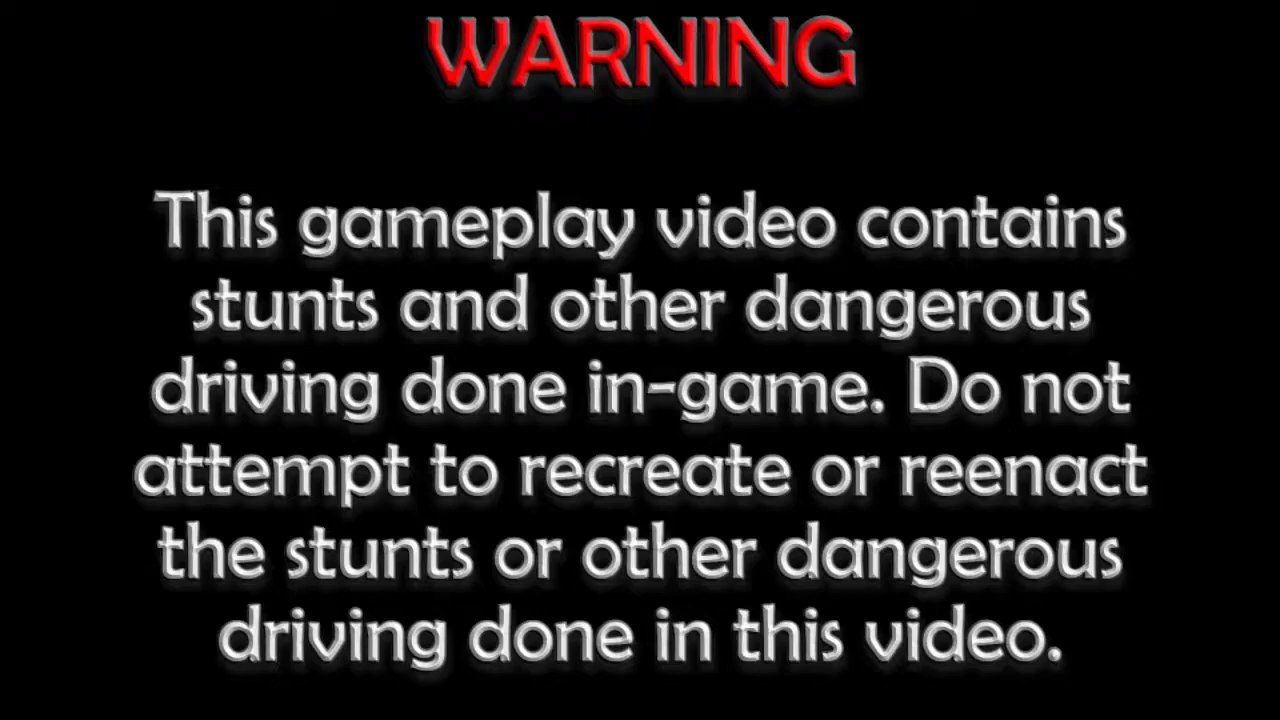 WARNING
This gameplay video contains
stunts and other dangerous
driving done in-game. Do not
attempt to recreate or reenact
the stunts or other dangerous
driving done in this video.